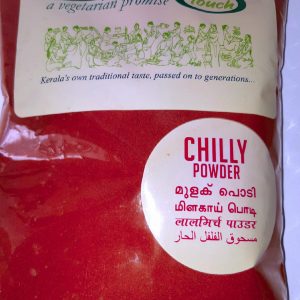 a vegetarian promise
Touch
Kerala's own traditional taste, passed on to generations...
CHILLY
POWDER
മുളക് പൊടി
மிளகாய் பொடி
लालमिर्च पाउडर
مسحوق الفلفل الحار